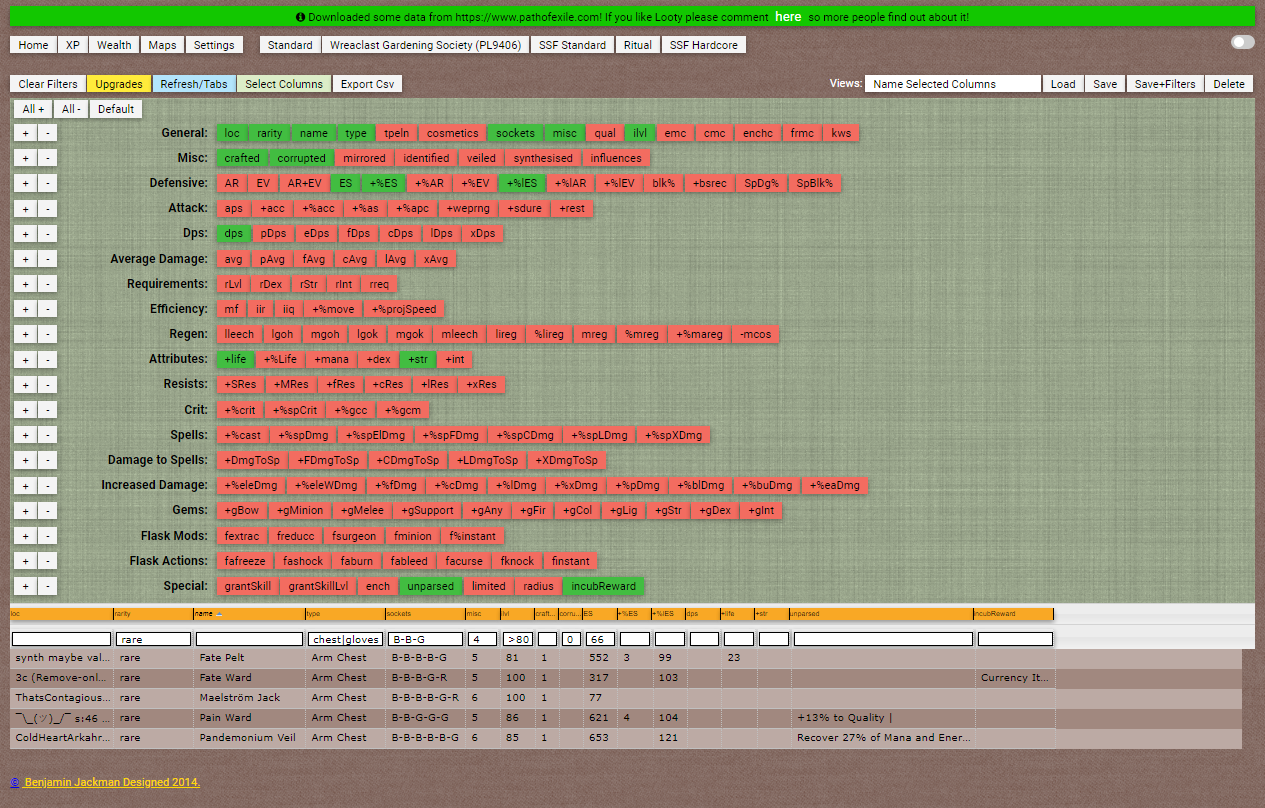 Downloaded some data from https://www.pathofexile.com! If you like Looty please comment here so more people find out about it!
Home XP Wealth Maps Settings Standard Wreaclast Gardening Society (PL9406) SSF Standard Ritual SSF Hardcore
Clear Filters Upgrades Refresh/Tabs Select Columns Export Csv Views: Name Selected Columns Load Save Save+Filters Delete
All + All - Default
+ - General: loc rarity name type tpeln cosmetics sockets misc qual ilvl emc cmc enchc frmc kws
+ - Misc: crafted corrupted mirrored identified veiled synthesised influences
+ - Defensive: AR EV AR+EV ES +%ES +%AR +%EV +%lES +%lAR +%lEV blk% +bsrec SpDg% SpBlk%
+ - Attack: aps +acc +%acc +%as +%apc +weprng +sdure +rest
+ - Dps: dps pDps eDps fDps cDps lDps xDps
+ - Average Damage: avg pAvg fAvg cAvg lAvg xAvg
+ - Requirements: rLvl rDex rStr rInt rreq
+ - Efficiency: mf iir iiq +%move +%projSpeed
+ - Regen: lleech lgoh mgoh lgok mgok mleech lireg %lireg mreg %mreg +%mareg -mcos
+ - Attributes: +life +%Life +mana +dex +str +int
+ - Resists: +SRes +MRes +fRes +cRes +lRes +xRes
+ - Crit: +%crit +%spCrit +%gcc +%gcm
+ - Spells: +%cast +%spDmg +%spElDmg +%spFDmg +%spCDmg +%spLDmg +%spXDmg
+ - Damage to Spells: +DmgToSp +FDmgToSp +CDmgToSp +LDmgToSp +XDmgToSp
+ - Increased Damage: +%eleDmg +%eleWDmg +%fDmg +%cDmg +%lDmg +%xDmg +%pDmg +%blDmg +%buDmg +%eaDmg
+ - Gems: +gBow +gMinion +gMelee +gSupport +gAny +gFir +gCol +gLig +gStr +gDex +gInt
+ - Flask Mods: fextrac freducc fsurgeon fminion f%instant
+ - Flask Actions: fafreeze fashock faburn fableed facurse fknock finstant
+ - Special: grantSkill grantSkillLvl ench unparsed limited radius incubReward
loc rarity name type sockets misc ilvl craft... corru... ES +%ES +%lES dps +life +str unparsed incubReward
rare chest|gloves B-B-G 4 >80 0 66
synth maybe val... rare Fate Pelt Arm Chest B-B-B-B-G 5 81 1 552 3 99 23
3c (Remove-onl... rare Fate Ward Arm Chest B-B-B-G-R 5 100 1 317 103 Currency It...
ThatsContagious... rare Maelström Jack Arm Chest B-B-B-B-G-R 6 100 1 77
¯\_(ツ)_/¯ s:46 ... rare Pain Ward Arm Chest B-B-G-G-G 5 86 1 621 4 104 +13% to Quality |
ColdHeartArkahr... rare Pandemonium Veil Arm Chest B-B-B-B-B-G 6 85 1 653 121 Recover 27% of Mana and Ener...
© Benjamin Jackman Designed 2014.